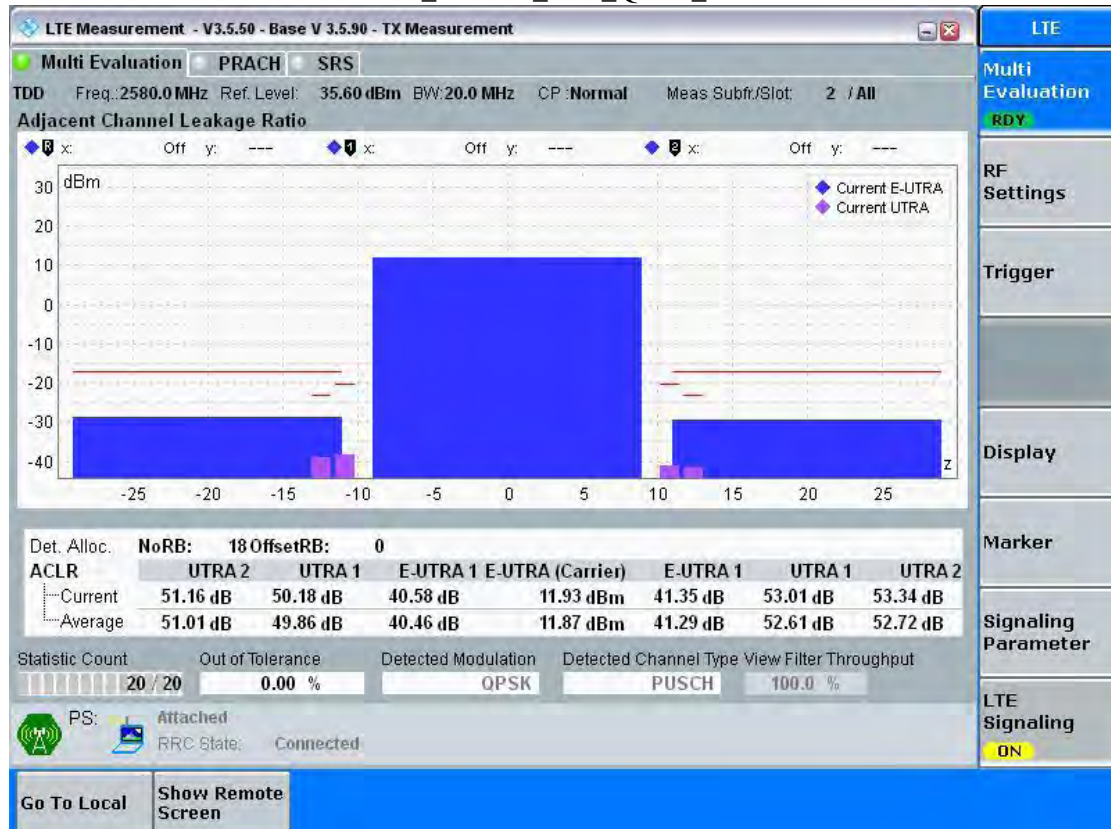 LTE Measurement - V3.5.50 - Base V 3.5.90 - TX Measurement
LTE
Multi Evaluation PRACH SRS
Multi Evaluation
RDY
TDD Freq.:2580.0 MHz Ref. Level: 35.60 dBm BW:20.0 MHz CP :Normal Meas Subfr./Slot: 2 / All
Adjacent Channel Leakage Ratio
R x: Off y: --- 1 x: Off y: --- 2 x: Off y: ---
dBm
Current E-UTRA
Current UTRA
30
20
10
0
-10
-20
-30
-40
z
-25 -20 -15 -10 -5 0 5 10 15 20 25
RF Settings
Trigger
Display
Marker
Signaling Parameter
LTE Signaling
ON
Det. Alloc. NoRB: 18 OffsetRB: 0
ACLR UTRA 2 UTRA 1 E-UTRA 1 E-UTRA (Carrier) E-UTRA 1 UTRA 1 UTRA 2
Current 51.16 dB 50.18 dB 40.58 dB 11.93 dBm 41.35 dB 53.01 dB 53.34 dB
Average 51.01 dB 49.86 dB 40.46 dB 11.87 dBm 41.29 dB 52.61 dB 52.72 dB
Statistic Count Out of Tolerance Detected Modulation Detected Channel Type View Filter Throughput
20 / 20 0.00 % QPSK PUSCH 100.0 %
PS: Attached
RRC State: Connected
Go To Local
Show Remote Screen